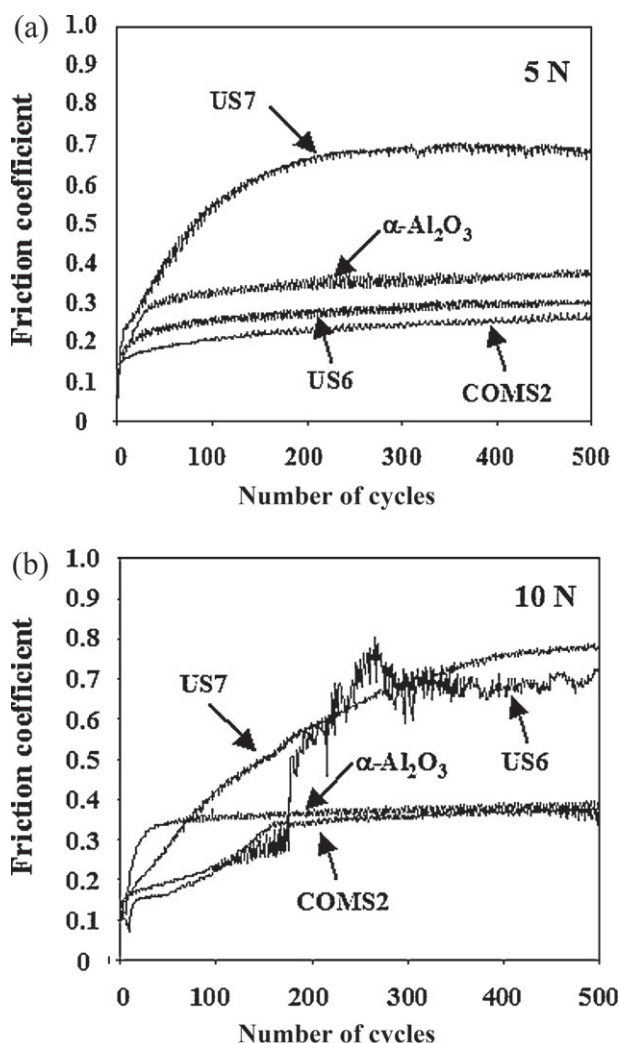 (a)
1.0
5 N
0.9
US7
0.8
0.7
0.6
α-Al₂O₃
0.5
0.4
0.3
0.2
US6
COMS2
0.1
0
0 100 200 300 400 500
Friction coefficient
Number of cycles
(b)
1.0
10 N
0.9
0.8
US7
0.7
0.6
α-Al₂O₃
US6
0.5
0.4
0.3
0.2
COMS2
0.1
0 100 200 300 400 500
Friction coefficient
Number of cycles